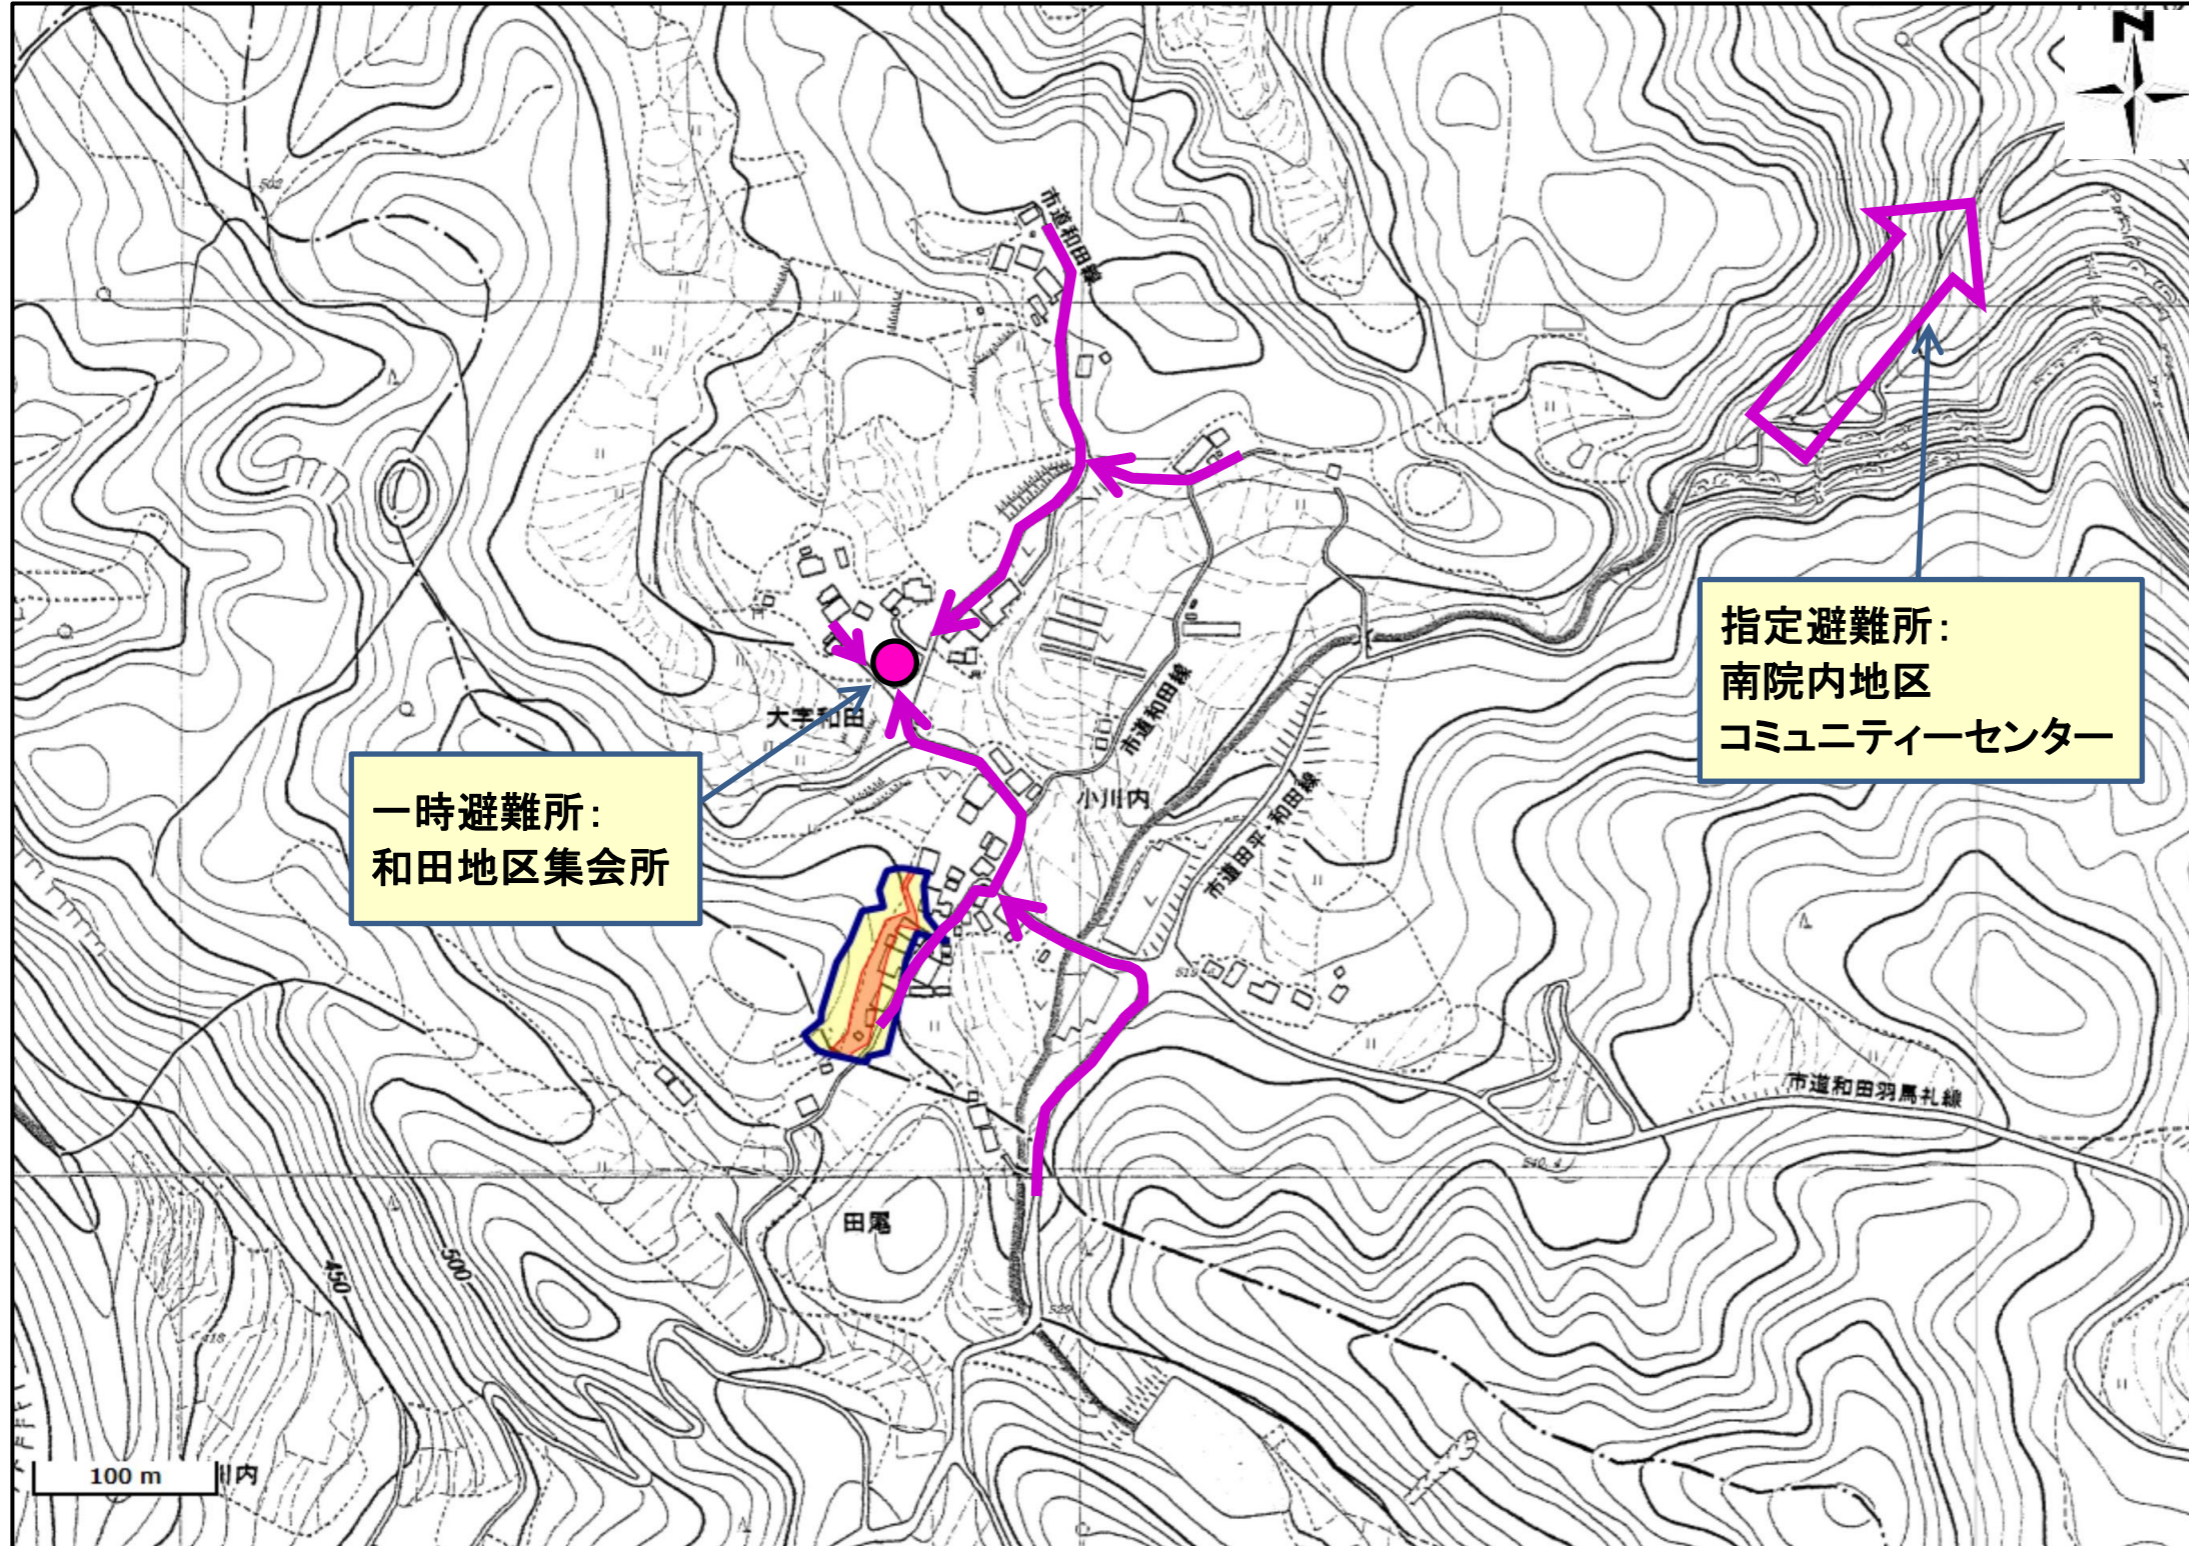 N
502
市道和田線
指定避難所：
南院内地区
コミュニティーセンター
大字和田
市道和田線
小川内
市道田平・和田線
一時避難所：
和田地区集会所
市道和田羽馬礼線
田尾
450
500
529
100 m
川内